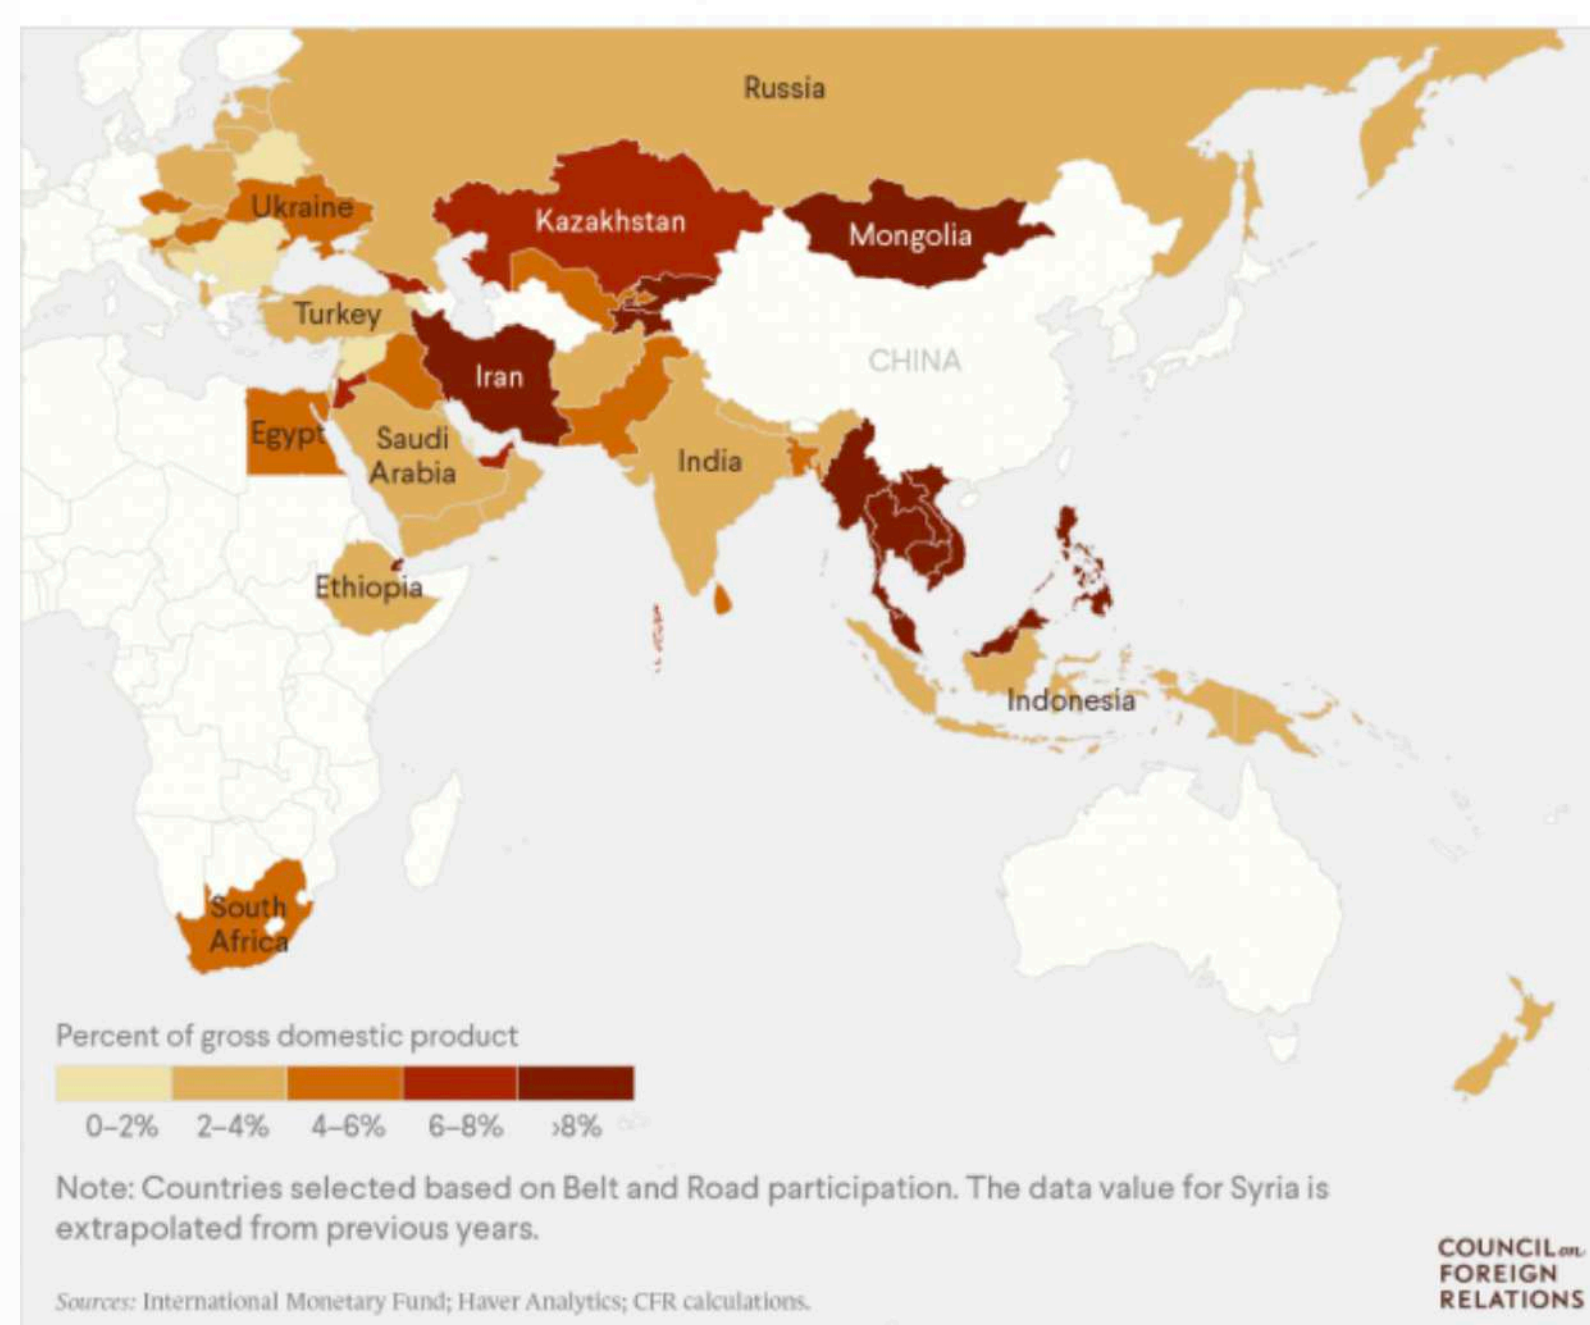 Russia
Ukraine
Kazakhstan
Mongolia
Turkey
CHINA
Iran
Egypt
Saudi
Arabia
India
Ethiopia
Indonesia
South
Africa
Percent of gross domestic product
0–2% 2–4% 4–6% 6–8% >8%
Note: Countries selected based on Belt and Road participation. The data value for Syria is
extrapolated from previous years.
Sources: International Monetary Fund; Haver Analytics; CFR calculations.
COUNCIL on
FOREIGN
RELATIONS